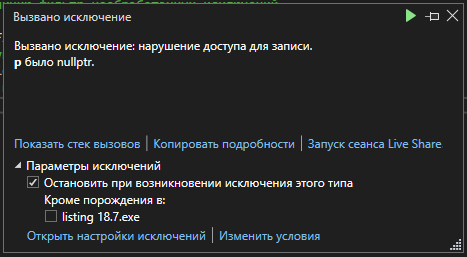 Вызвано исключение
Вызвано исключение: нарушение доступа для записи.
p было nullptr.
Показать стек вызовов | Копировать подробности | Запуск сеанса Live Share
Параметры исключений
Остановить при возникновении исключения этого типа
Кроме порождения в:
listing 18.7.exe
Открыть настройки исключений | Изменить условия